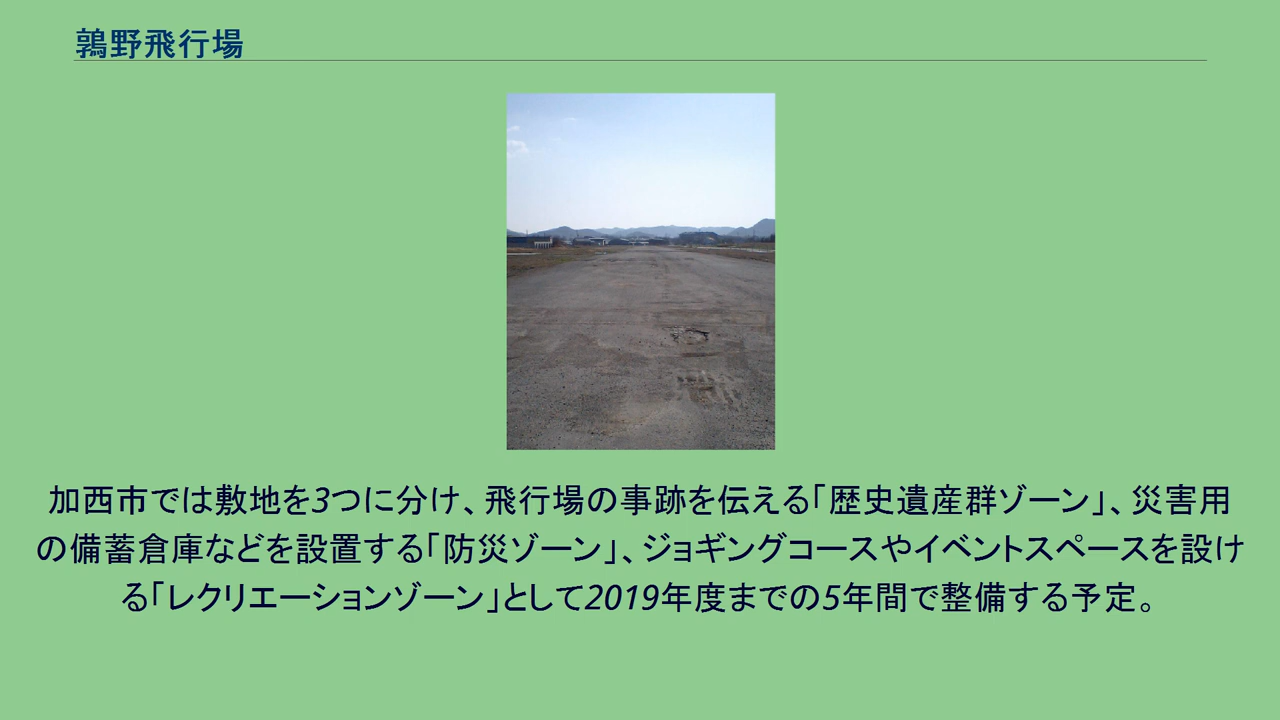 鶉野飛行場
加西市では敷地を3つに分け、飛行場の事跡を伝える「歴史遺産群ゾーン」、災害用
の備蓄倉庫などを設置する「防災ゾーン」、ジョギングコースやイベントスペースを設け
る「レクリエーションゾーン」として2019年度までの5年間で整備する予定。